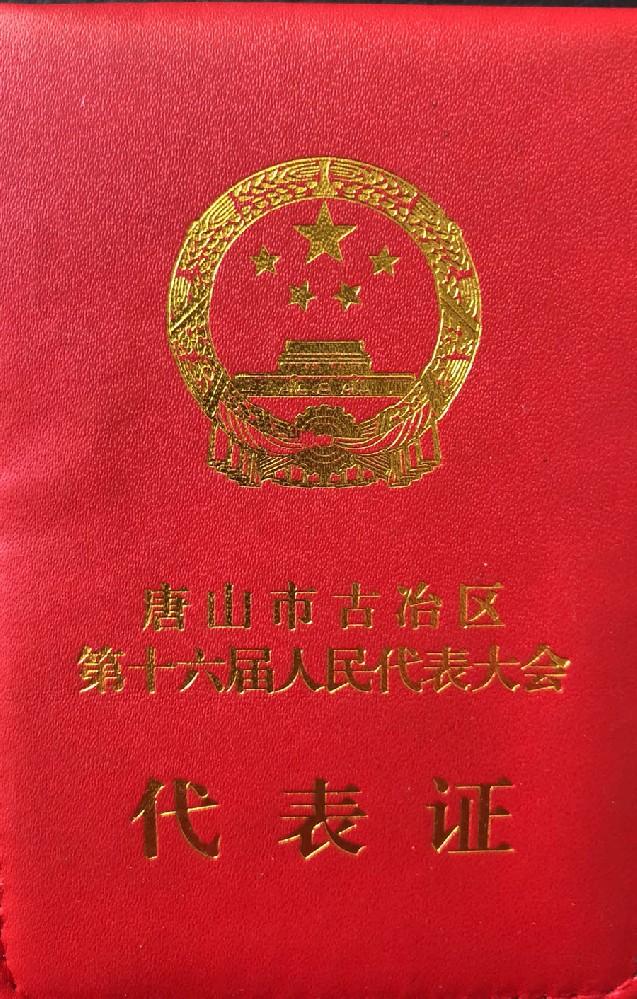 唐山市古冶区
第十六届人民代表大会
代表证